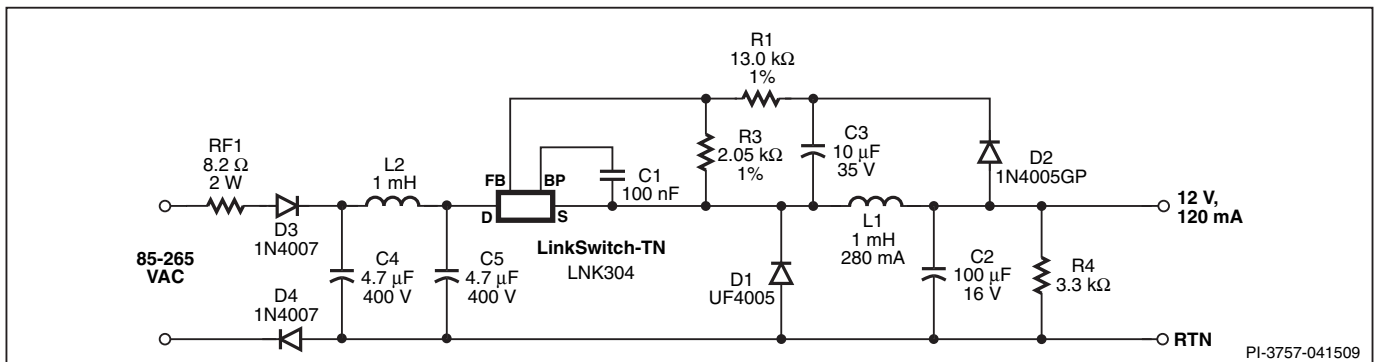 R1
13.0 kΩ
1%
RF1
8.2 Ω
2 W
L2
1 mH
FB
BP
D
S
C1
100 nF
R3
2.05 kΩ
1%
C3
10 µF
35 V
D2
1N4005GP
D3
1N4007
LinkSwitch-TN
LNK304
L1
1 mH
280 mA
12 V,
120 mA
85-265
VAC
C4
4.7 µF
400 V
C5
4.7 µF
400 V
D1
UF4005
C2
100 µF
16 V
R4
3.3 kΩ
D4
1N4007
RTN
PI-3757-041509